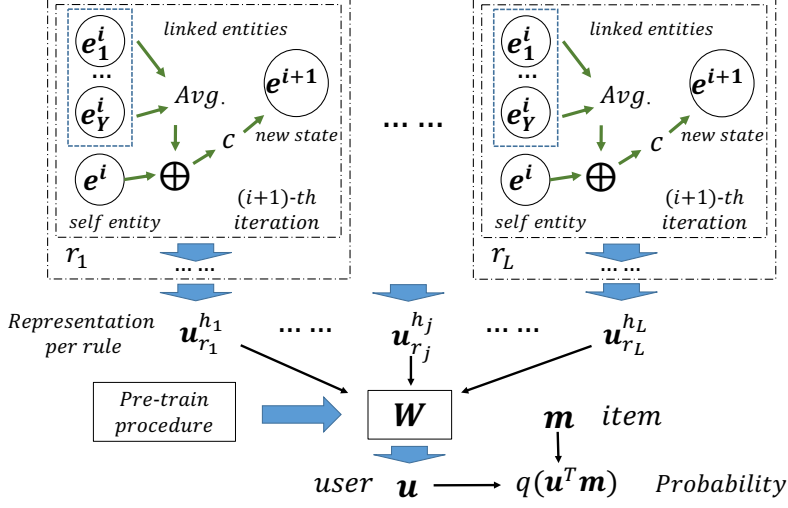 linked entities
linked entities
e_1^i
e_1^i
...
...
Avg.
e^{i+1}
Avg.
e^{i+1}
e_Y^i
e_Y^i
... ...
c
new state
c
new state
e^i
⊕
e^i
⊕
(i+1)-th
(i+1)-th
self entity
iteration
self entity
iteration
r_1
r_L
... ...
... ...
Representation
per rule
u_{r_1}^{h_1}
... ...
u_{r_j}^{h_j}
... ...
u_{r_L}^{h_L}
Pre-train
procedure
W
m item
user u
q(u^T m)
Probability